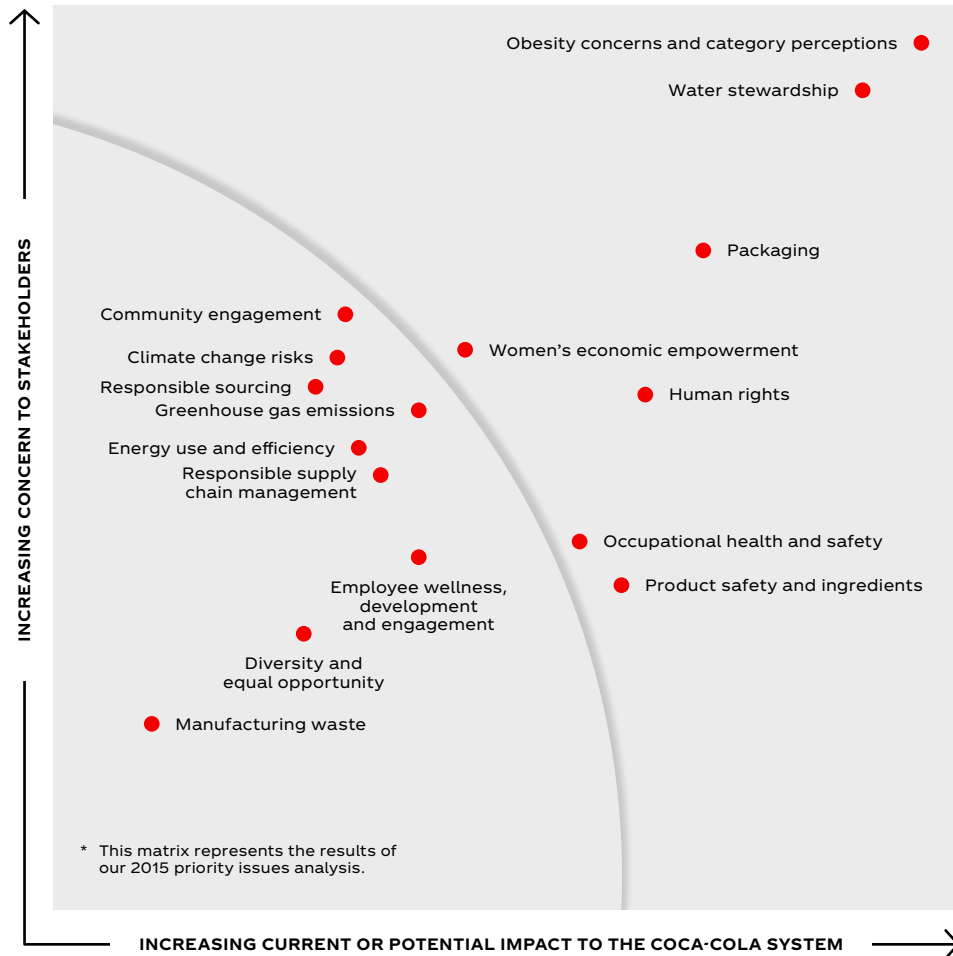 Obesity concerns and category perceptions
Water stewardship
Packaging
Community engagement
Women’s economic empowerment
Climate change risks
Responsible sourcing
Human rights
Greenhouse gas emissions
Energy use and efficiency
Responsible supply
chain management
Occupational health and safety
Product safety and ingredients
Employee wellness,
development
and engagement
Diversity and
equal opportunity
Manufacturing waste
* This matrix represents the results of
our 2015 priority issues analysis.
INCREASING CONCERN TO STAKEHOLDERS
INCREASING CURRENT OR POTENTIAL IMPACT TO THE COCA-COLA SYSTEM